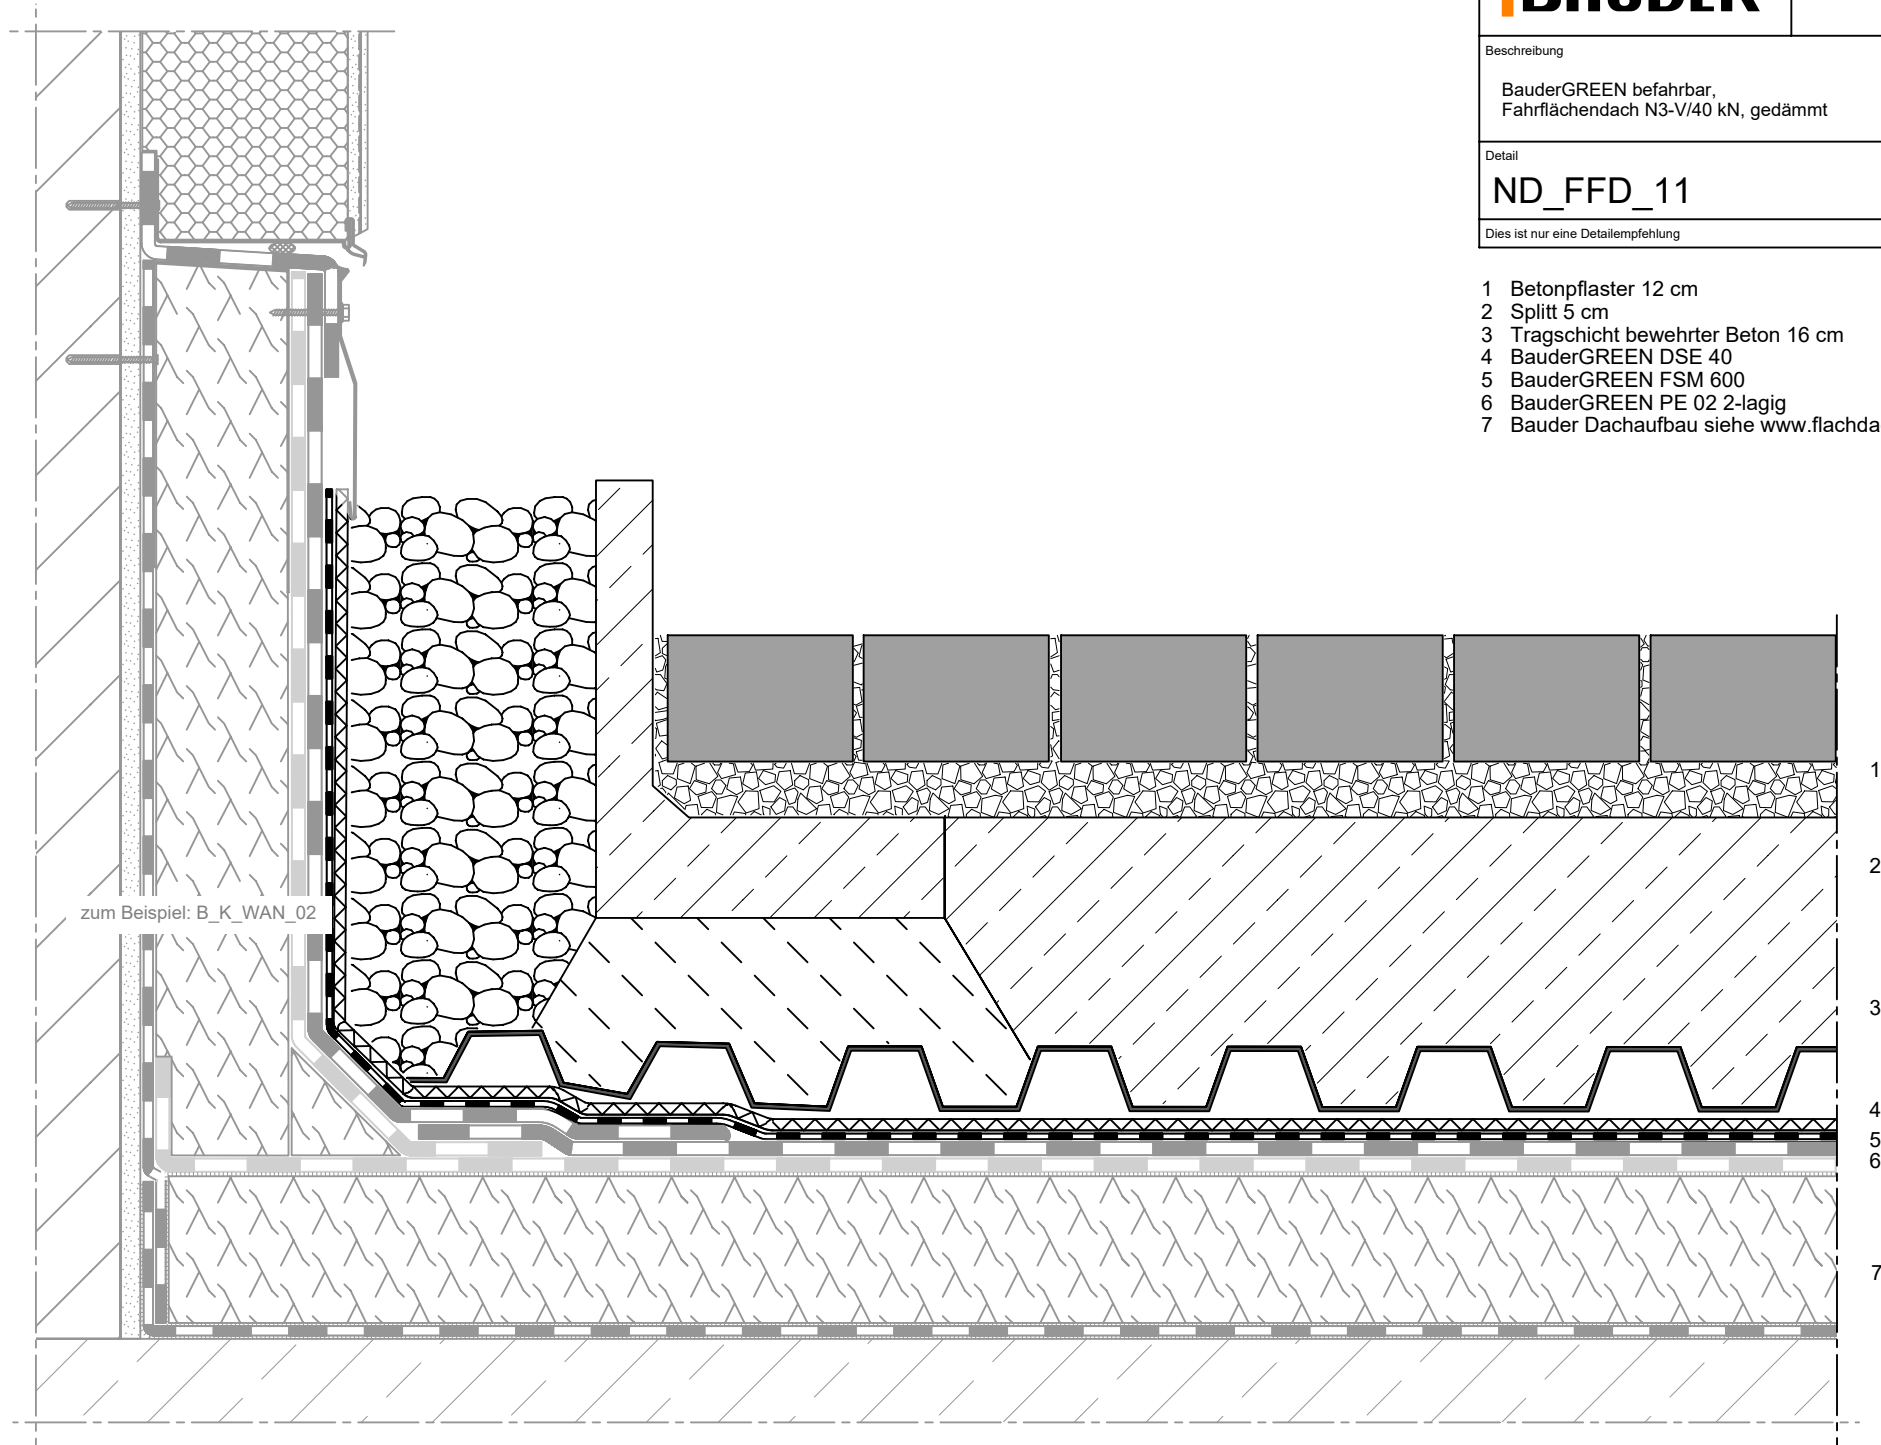 BAUDER
Beschreibung
BauderGREEN befahrbar,
Fahrflächendach N3-V/40 kN, gedämmt
Detail
ND_FFD_11
Dies ist nur eine Detailempfehlung
1 Betonpflaster 12 cm
2 Splitt 5 cm
3 Tragschicht bewehrter Beton 16 cm
4 BauderGREEN DSE 40
5 BauderGREEN FSM 600
6 BauderGREEN PE 02 2-lagig
7 Bauder Dachaufbau siehe www.flachda
1
2
zum Beispiel: B_K_WAN_02
3
4
5
6
7